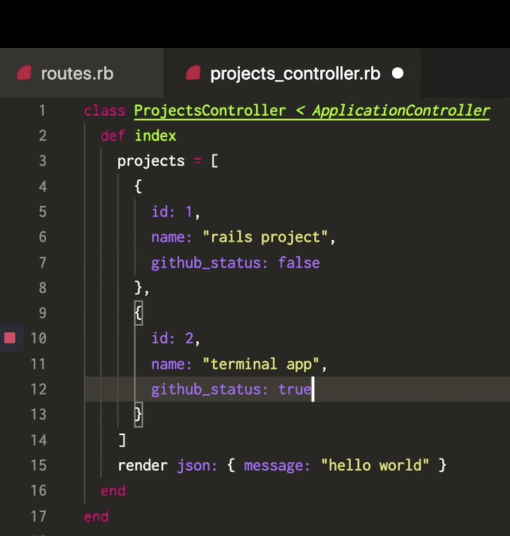 routes.rb
projects_controller.rb
1 class ProjectsController < ApplicationController
2 def index
3 projects = [
4 {
5 id: 1,
6 name: "rails project",
7 github_status: false
8 },
9 {
10 id: 2,
11 name: "terminal app",
12 github_status: true
13 }
14 ]
15 render json: { message: "hello world" }
16 end
17 end